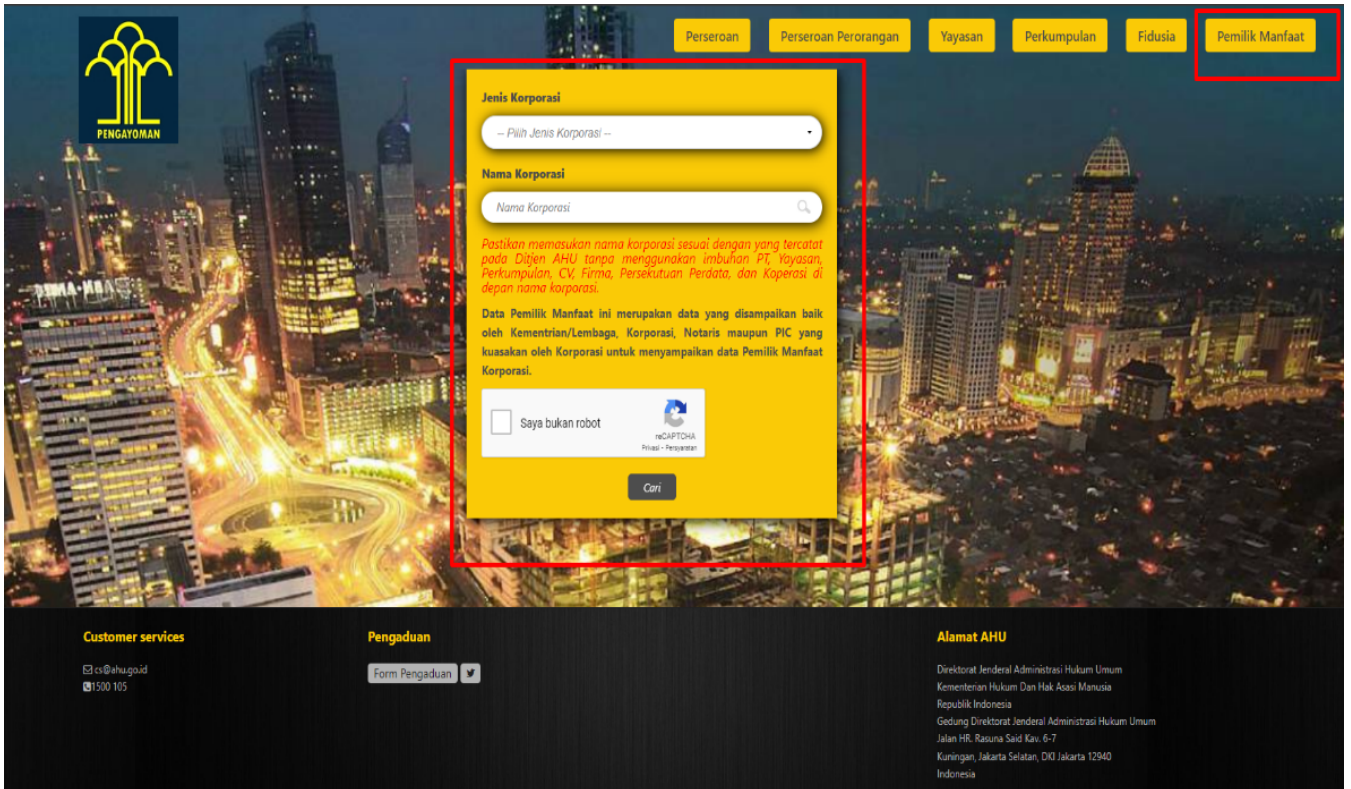 PENGAYOMAN
Perseroan
Perseroan Perorangan
Yayasan
Perkumpulan
Fidusia
Pemilik Manfaat
Jenis Korporasi
-- Pilih Jenis Korporasi --
Nama Korporasi
Nama Korporasi
Pastikan memasukan nama korporasi sesuai dengan yang tercatat
pada Ditjen AHU tanpa menggunakan imbuhan PT, Yayasan,
Perkumpulan, CV, Firma, Persekutuan Perdata, dan Koperasi di
depan nama korporasi.
Data Pemilik Manfaat ini merupakan data yang disampaikan baik
oleh Kementrian/Lembaga, Korporasi, Notaris maupun PIC yang
kuasakan oleh Korporasi untuk menyampaikan data Pemilik Manfaat
Korporasi.
Saya bukan robot
reCAPTCHA
Privasi - Persyaratan
Cari
Customer services
cs@ahu.go.id
1500 105
Pengaduan
Form Pengaduan
Alamat AHU
Direktorat Jenderal Administrasi Hukum Umum
Kementerian Hukum Dan Hak Asasi Manusia
Republik Indonesia
Gedung Direktorat Jenderal Administrasi Hukum Umum
Jalan HR. Rasuna Said Kav. 6-7
Kuningan, Jakarta Selatan, DKI Jakarta 12940
Indonesia